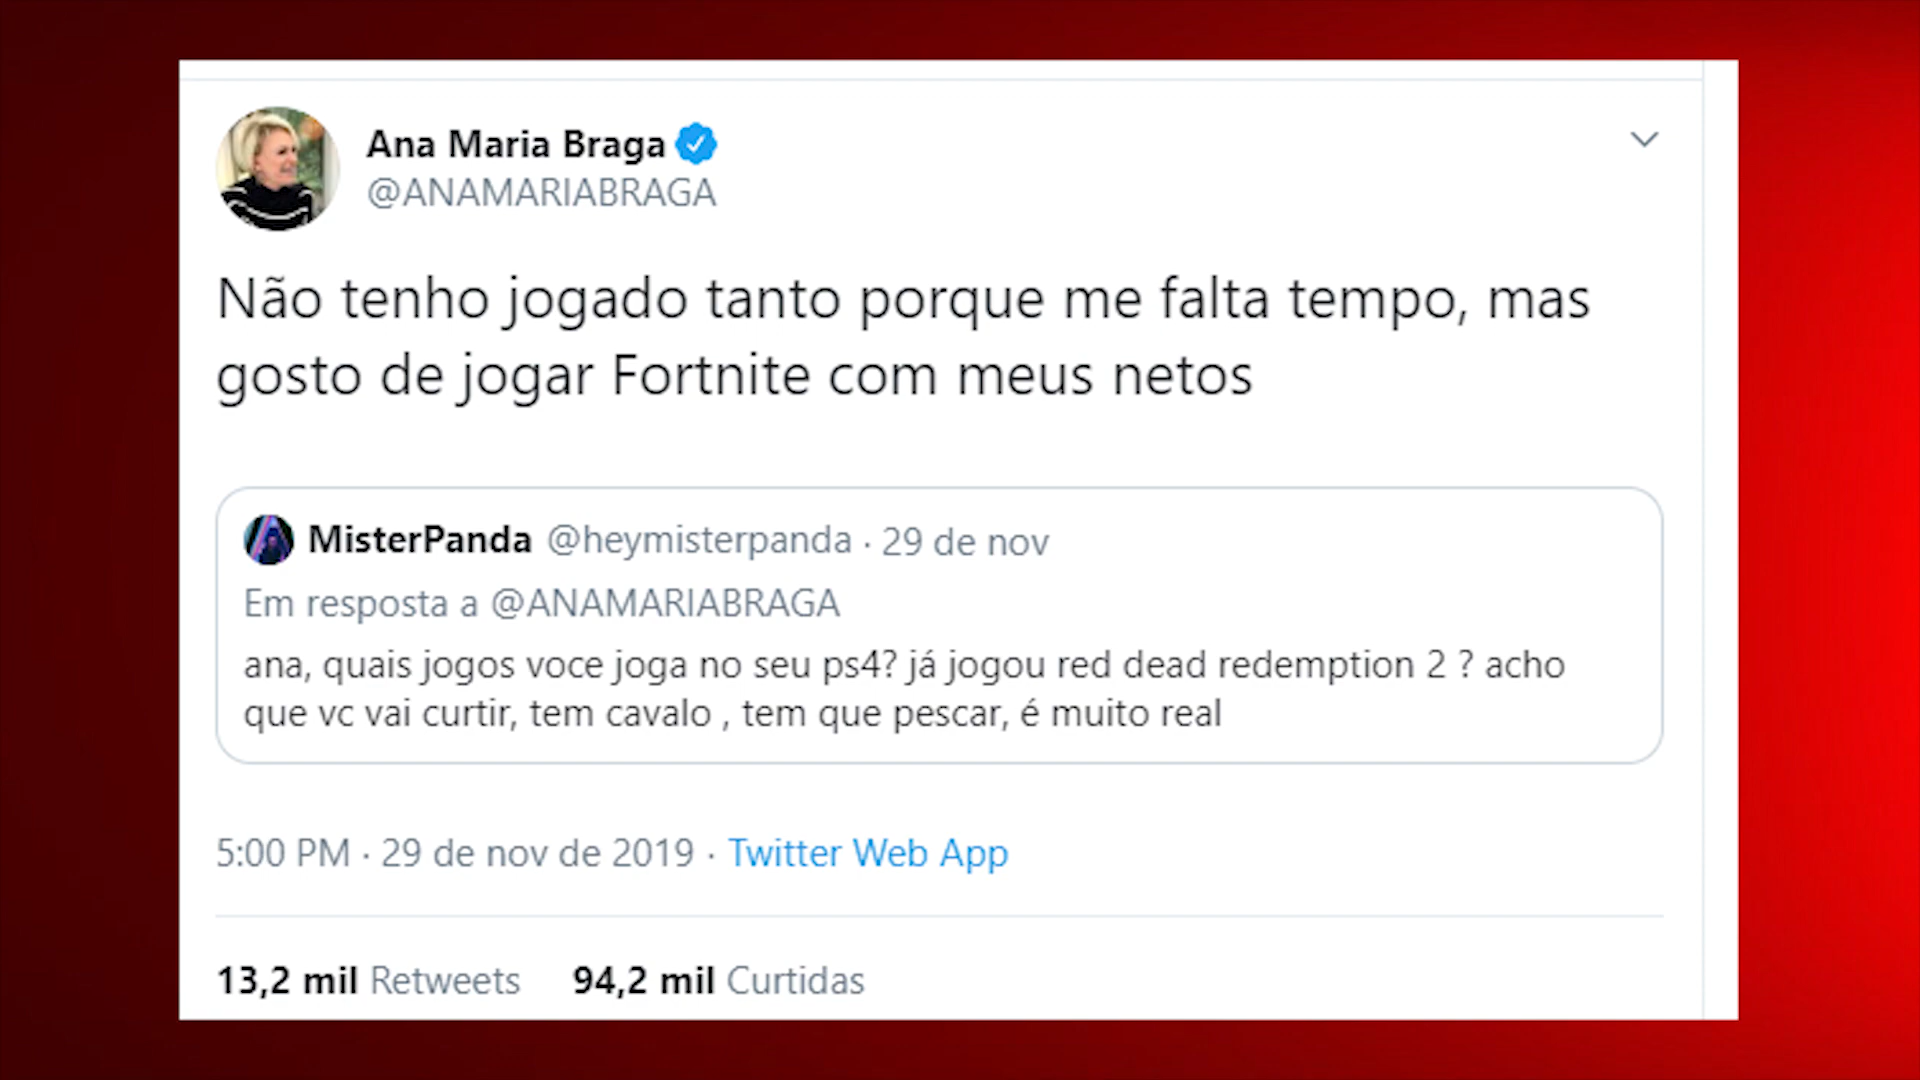 Ana Maria Braga
@ANAMARIABRAGA
Não tenho jogado tanto porque me falta tempo, mas
gosto de jogar Fortnite com meus netos
MisterPanda @heymisterpanda · 29 de nov
Em resposta a @ANAMARIABRAGA
ana, quais jogos voce joga no seu ps4? já jogou red dead redemption 2 ? acho
que vc vai curtir, tem cavalo , tem que pescar, é muito real
5:00 PM · 29 de nov de 2019 · Twitter Web App
13,2 mil Retweets 94,2 mil Curtidas